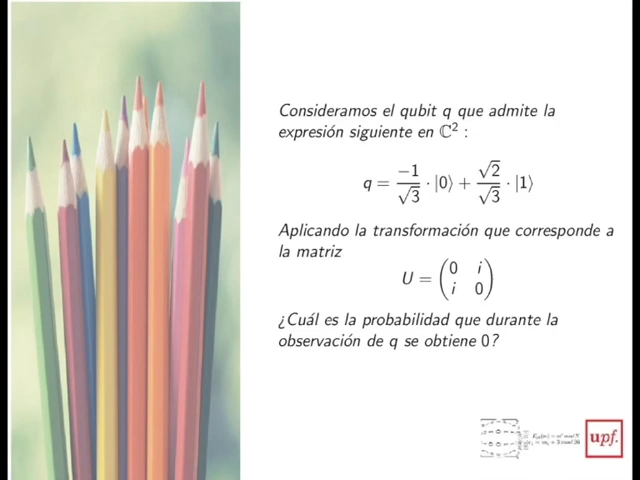 Consideramos el qubit q que admite la
expresión siguiente en ℂ² :
q = −1/√3 · |0⟩ + √2/√3 · |1⟩
Aplicando la transformación que corresponde a
la matriz
U = (0 i
i 0)
¿Cuál es la probabilidad que durante la
observación de q se obtiene 0?
upf.